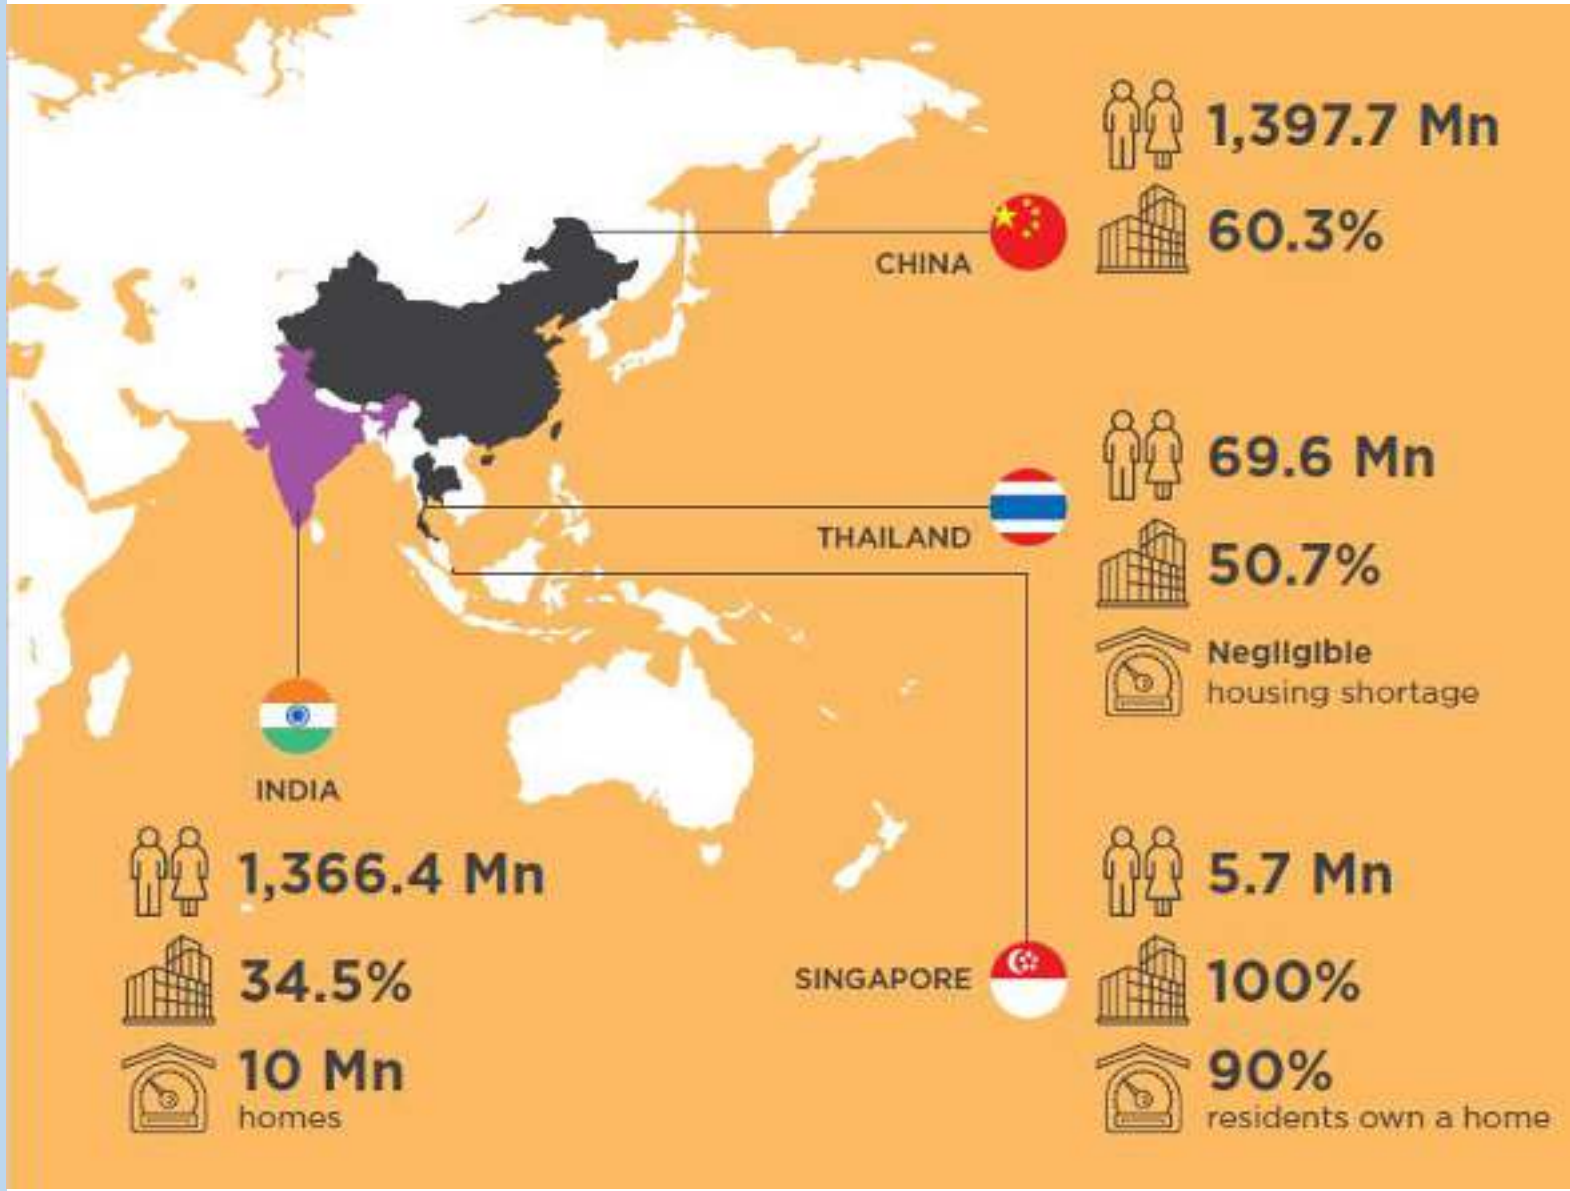 1,397.7 Mn
60.3%
CHINA
69.6 Mn
THAILAND
50.7%
Negligible
housing shortage
INDIA
1,366.4 Mn
34.5%
10 Mn
homes
5.7 Mn
SINGAPORE
100%
90%
residents own a home